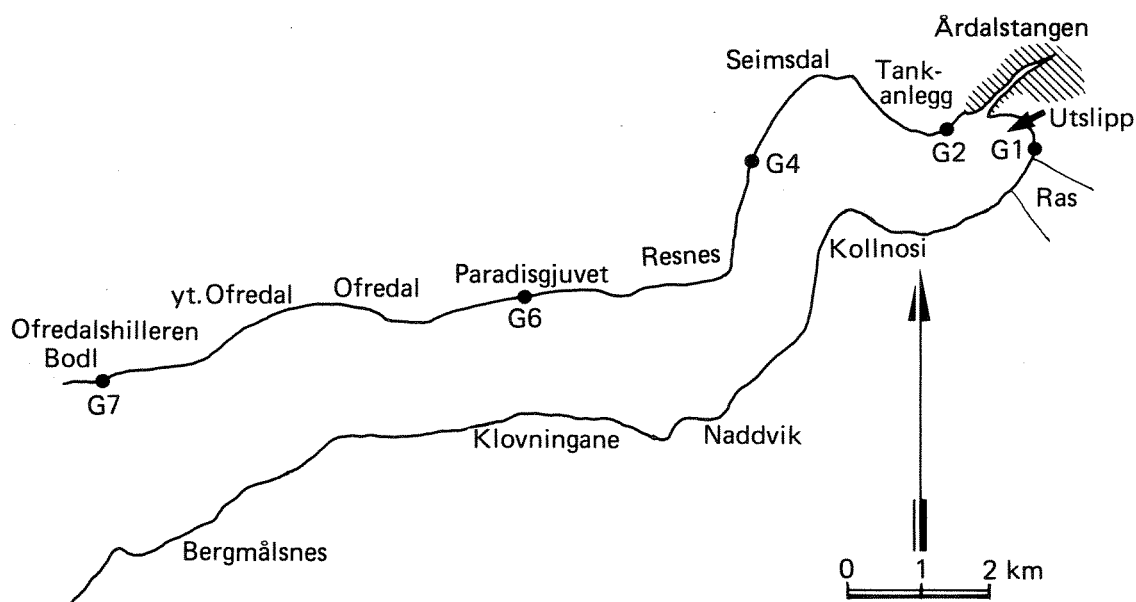 Årdalstangen
Seimsdal
Tank-
anlegg
Utslipp
G2
G1
G4
Ras
Kollnosi
Resnes
Paradisgjuvet
G6
yt. Ofredal
Ofredal
Ofredalshilleren
Bodl
G7
Klovningane
Naddvik
Bergmålsnes
0 1 2 km